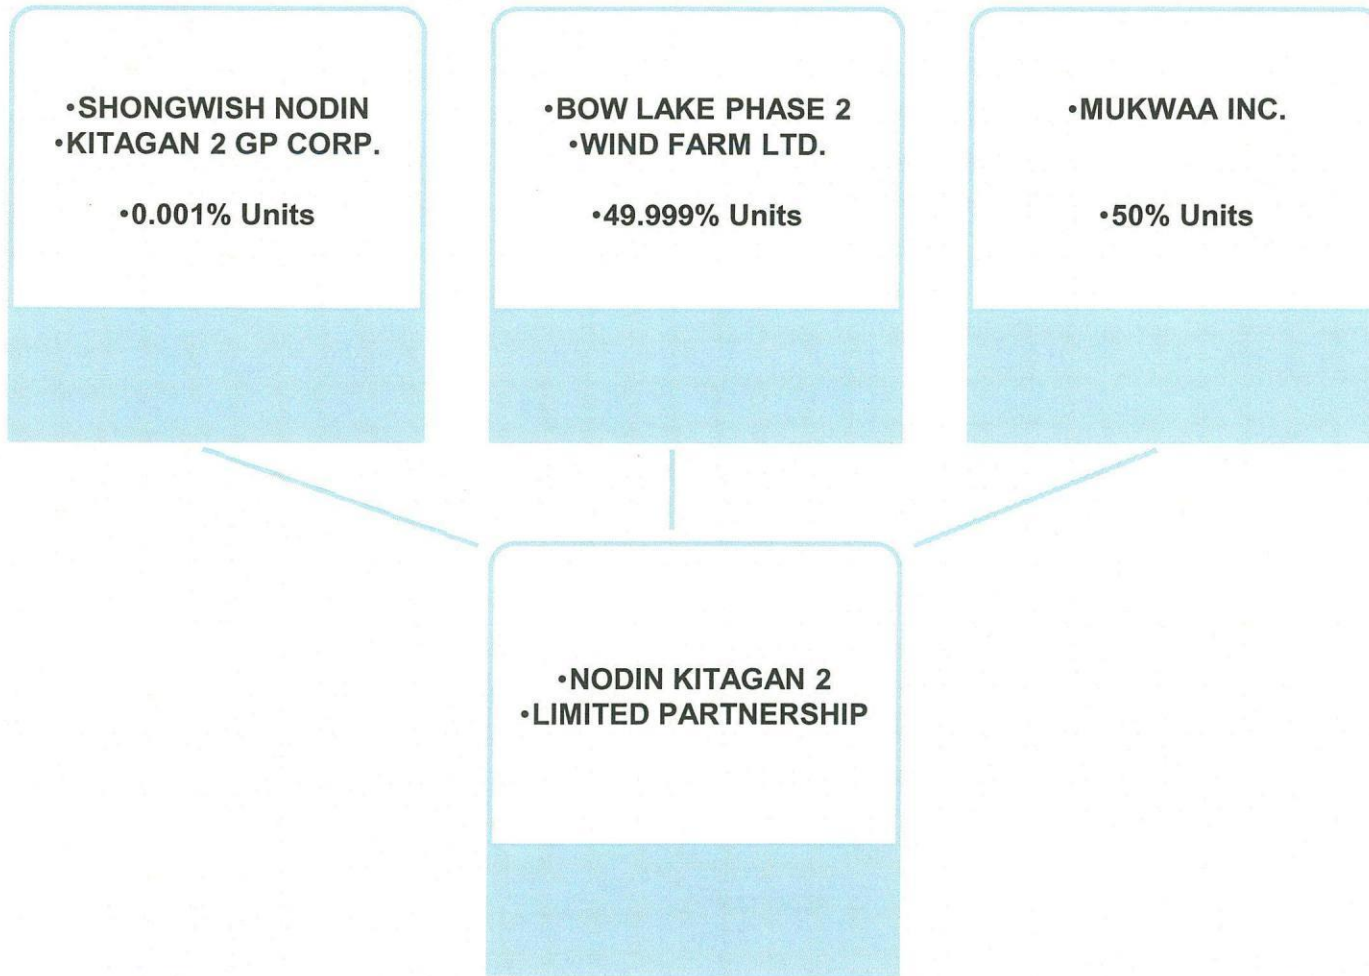 •SHONGWISH NODIN
•KITAGAN 2 GP CORP.
•0.001% Units
•BOW LAKE PHASE 2
•WIND FARM LTD.
•49.999% Units
•MUKWAA INC.
•50% Units
•NODIN KITAGAN 2
•LIMITED PARTNERSHIP